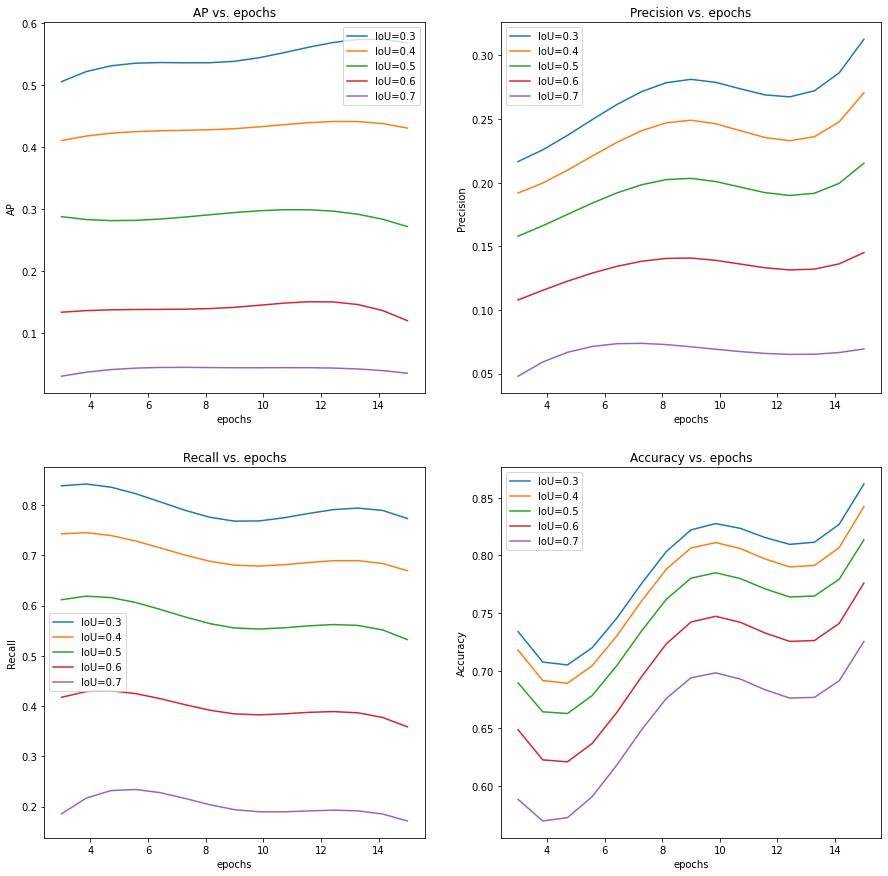 AP vs. epochs
0.6
0.5
0.4
0.3
0.2
0.1
AP
IoU=0.3
IoU=0.4
IoU=0.5
IoU=0.6
IoU=0.7
4 6 8 10 12 14
epochs
Precision vs. epochs
0.30
0.25
0.20
0.15
0.10
0.05
Precision
IoU=0.3
IoU=0.4
IoU=0.5
IoU=0.6
IoU=0.7
4 6 8 10 12 14
epochs
Recall vs. epochs
0.8
0.7
0.6
0.5
0.4
0.3
0.2
Recall
IoU=0.3
IoU=0.4
IoU=0.5
IoU=0.6
IoU=0.7
4 6 8 10 12 14
epochs
Accuracy vs. epochs
0.85
0.80
0.75
0.70
0.65
0.60
Accuracy
IoU=0.3
IoU=0.4
IoU=0.5
IoU=0.6
IoU=0.7
4 6 8 10 12 14
epochs